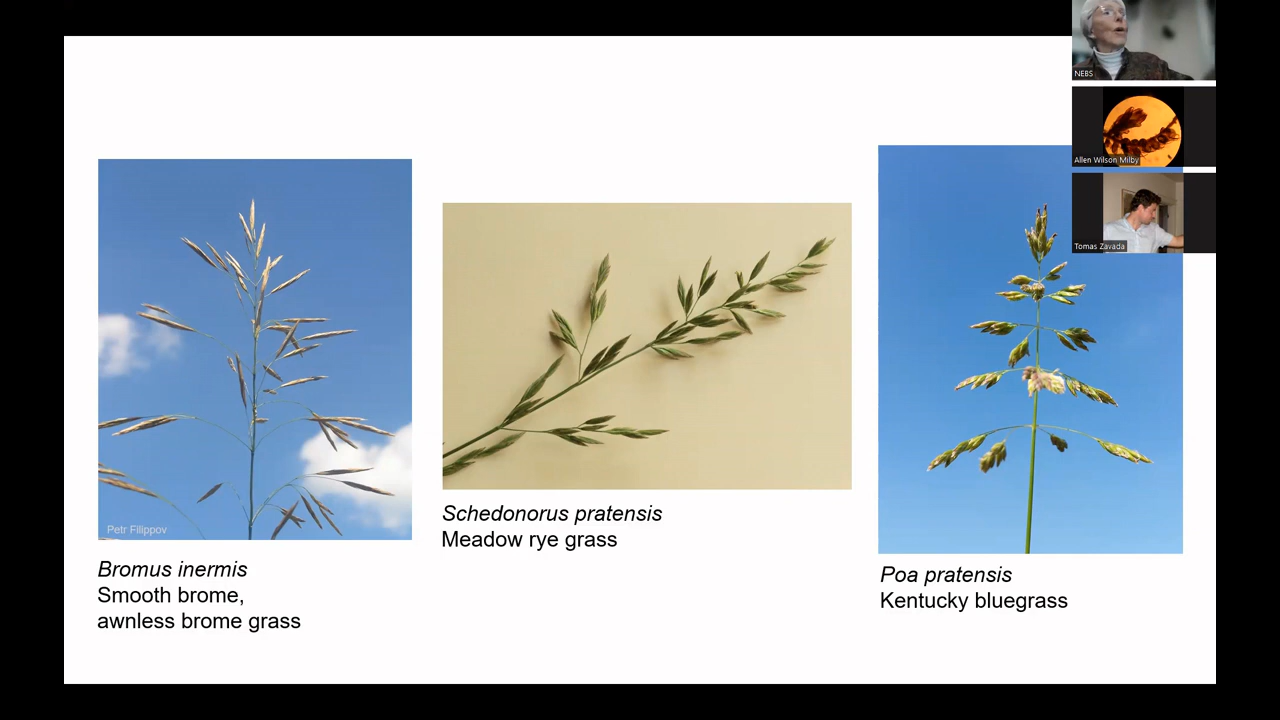 NEBS
Allen Wilson Milby
Tomas Zavada
Petr Filippov
Bromus inermis
Smooth brome,
awnless brome grass
Schedonorus pratensis
Meadow rye grass
Poa pratensis
Kentucky bluegrass